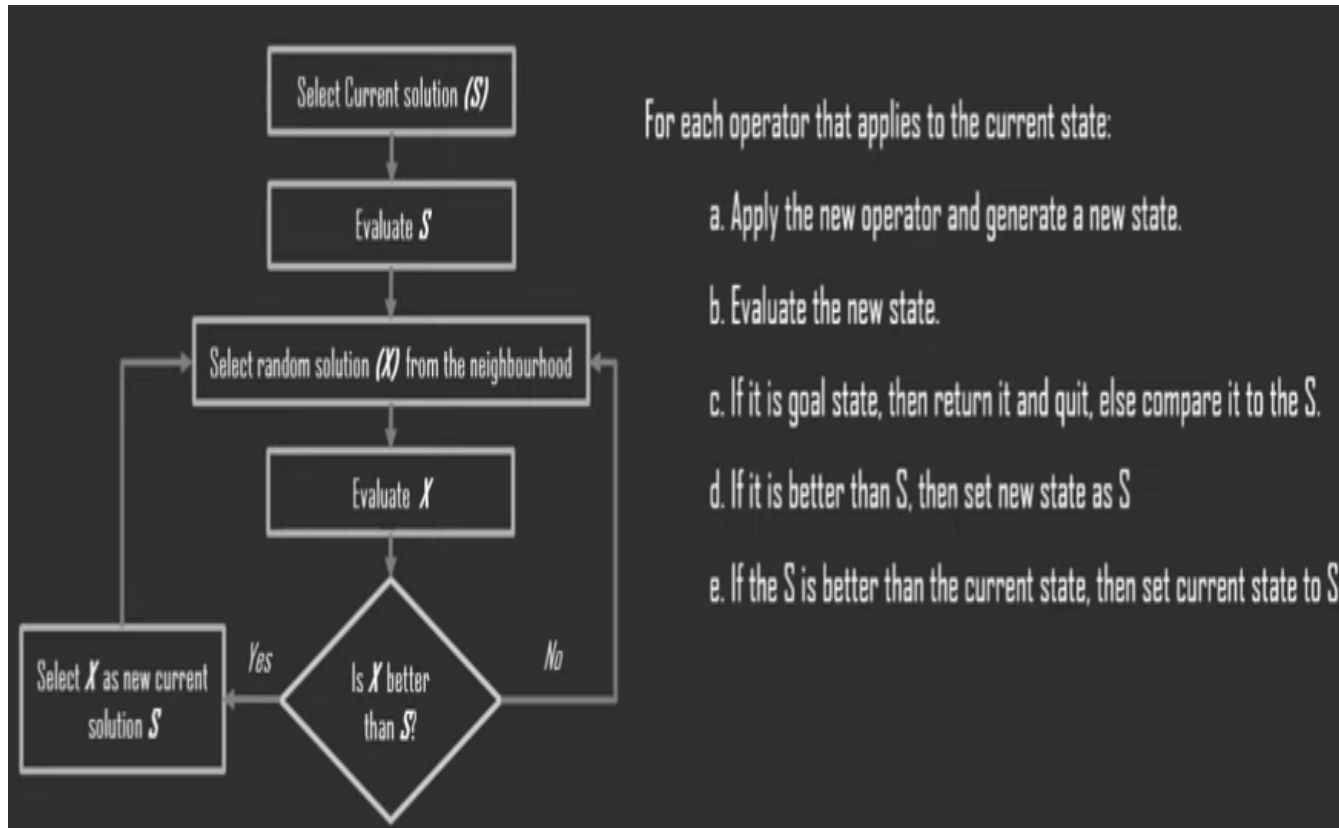 Select Current solution (S)
Evaluate S
Select random solution (X) from the neighbourhood
Evaluate X
Is X better
than S?
Yes
No
Select X as new current
solution S
For each operator that applies to the current state:
a. Apply the new operator and generate a new state.
b. Evaluate the new state.
c. If it is goal state, then return it and quit, else compare it to the S.
d. If it is better than S, then set new state as S
e. If the S is better than the current state, then set current state to S